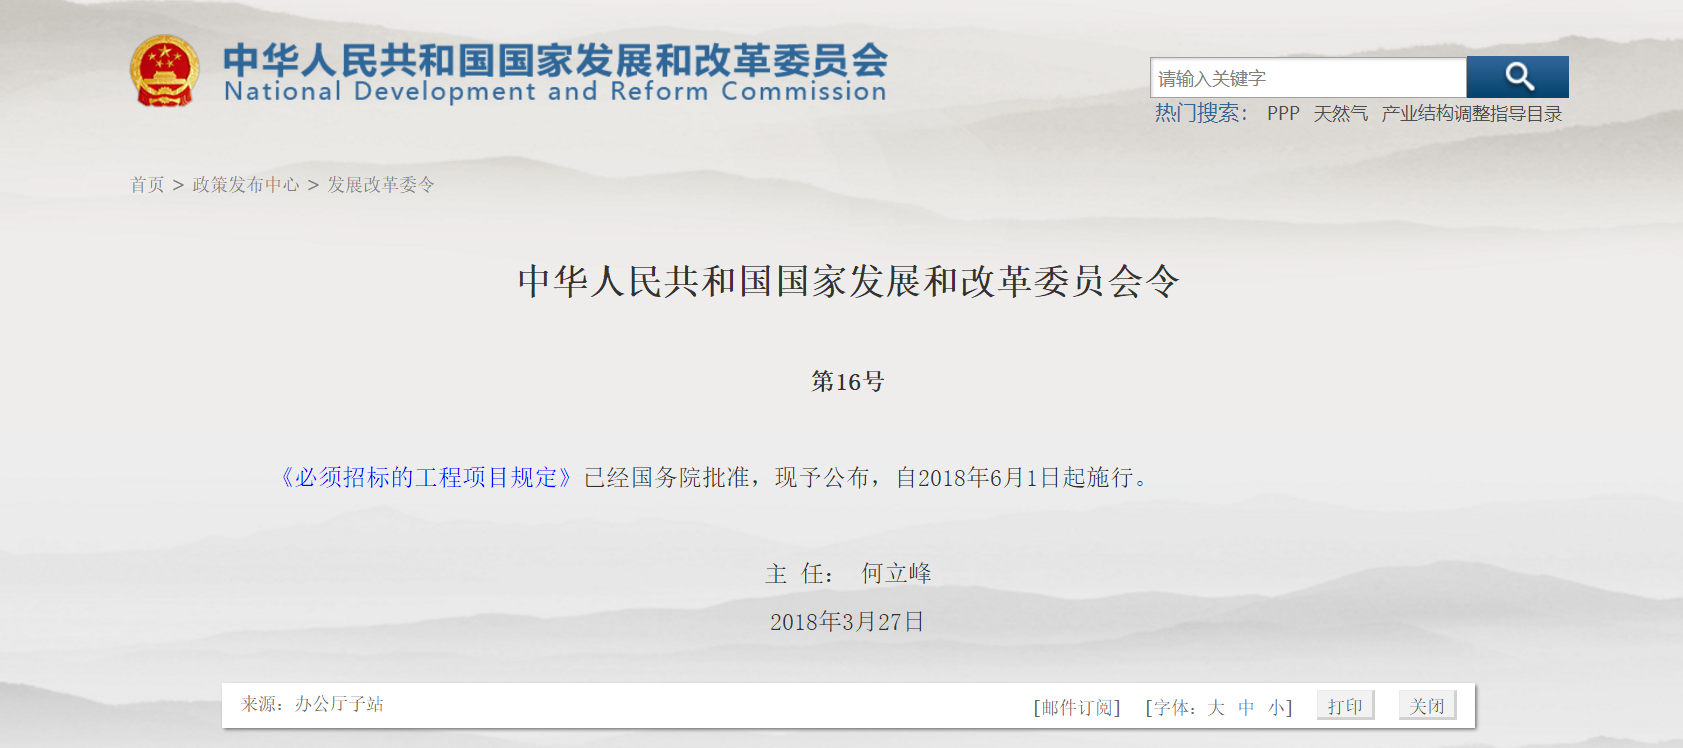 中华人民共和国国家发展和改革委员会
National Development and Reform Commission
请输入关键字
热门搜索： PPP 天然气 产业结构调整指导目录
首页 > 政策发布中心 > 发展改革委令
中华人民共和国国家发展和改革委员会令
第16号
《必须招标的工程项目规定》已经国务院批准，现予公布，自2018年6月1日起施行。
主 任： 何立峰
2018年3月27日
来源：办公厅子站 [邮件订阅] [字体：大 中 小] 打印 关闭